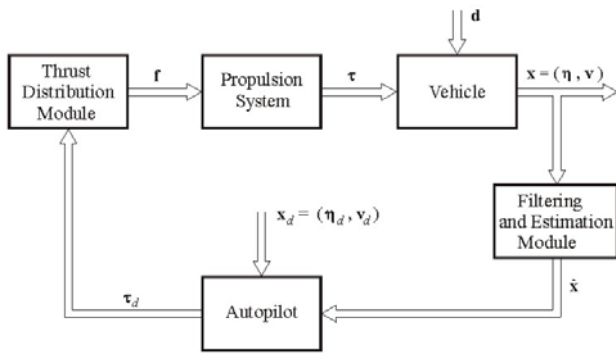 d
Thrust
Distribution
Module
f
Propulsion
System
τ
Vehicle
x = (η, v)
Filtering
and Estimation
Module
x̂
x_d = (η_d, v_d)
Autopilot
τ_d